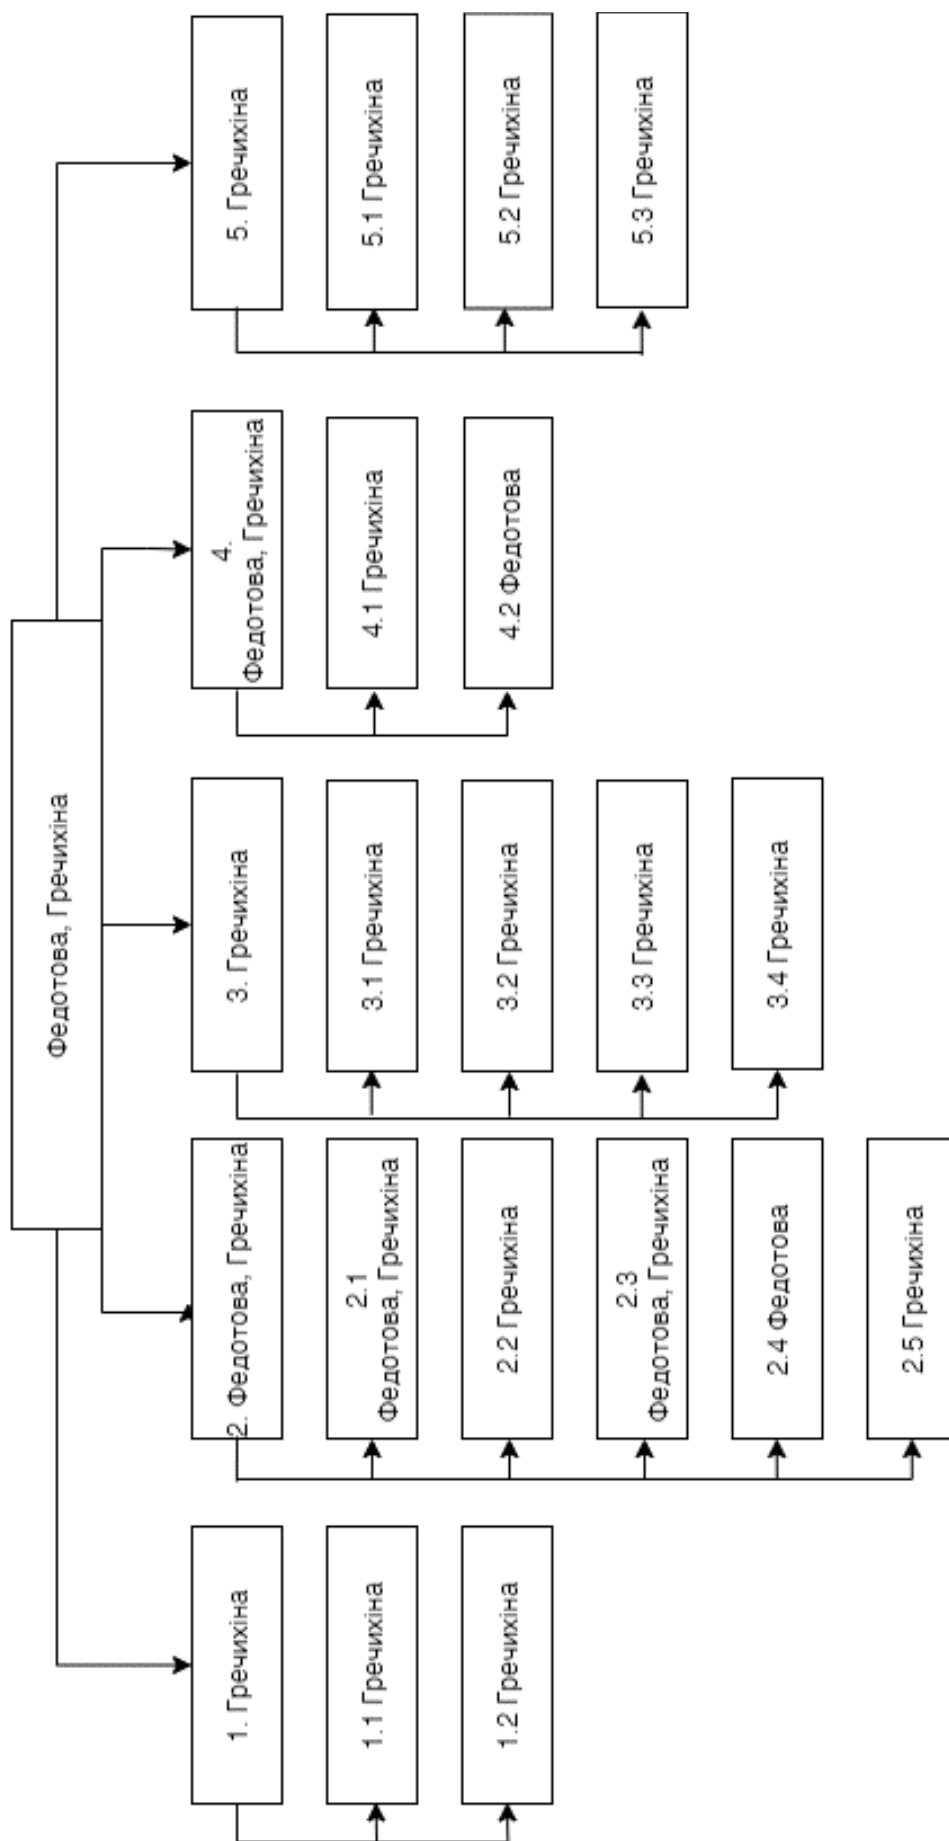 Федотова, Гречихіна
1. Гречихіна
1.1 Гречихіна
1.2 Гречихіна
2. Федотова, Гречихіна
2.1
Федотова, Гречихіна
2.2 Гречихіна
2.3
Федотова, Гречихіна
2.4 Федотова
2.5 Гречихіна
3. Гречихіна
3.1 Гречихіна
3.2 Гречихіна
3.3 Гречихіна
3.4 Гречихіна
4.
Федотова, Гречихіна
4.1 Гречихіна
4.2 Федотова
5. Гречихіна
5.1 Гречихіна
5.2 Гречихіна
5.3 Гречихіна